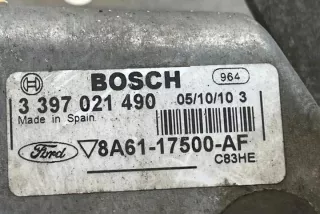 BOSCH 964
3 397 021 490 05/10/10 3
Made in Spain
Ford ▽8A61-17500-AF
C83HE